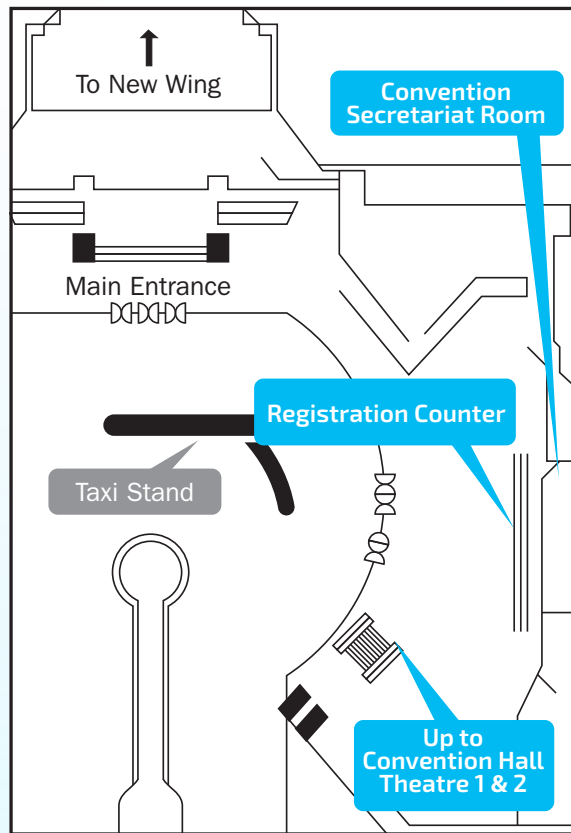 To New Wing
Convention
Secretariat Room
Main Entrance
Registration Counter
Taxi Stand
Up to
Convention Hall
Theatre 1 & 2